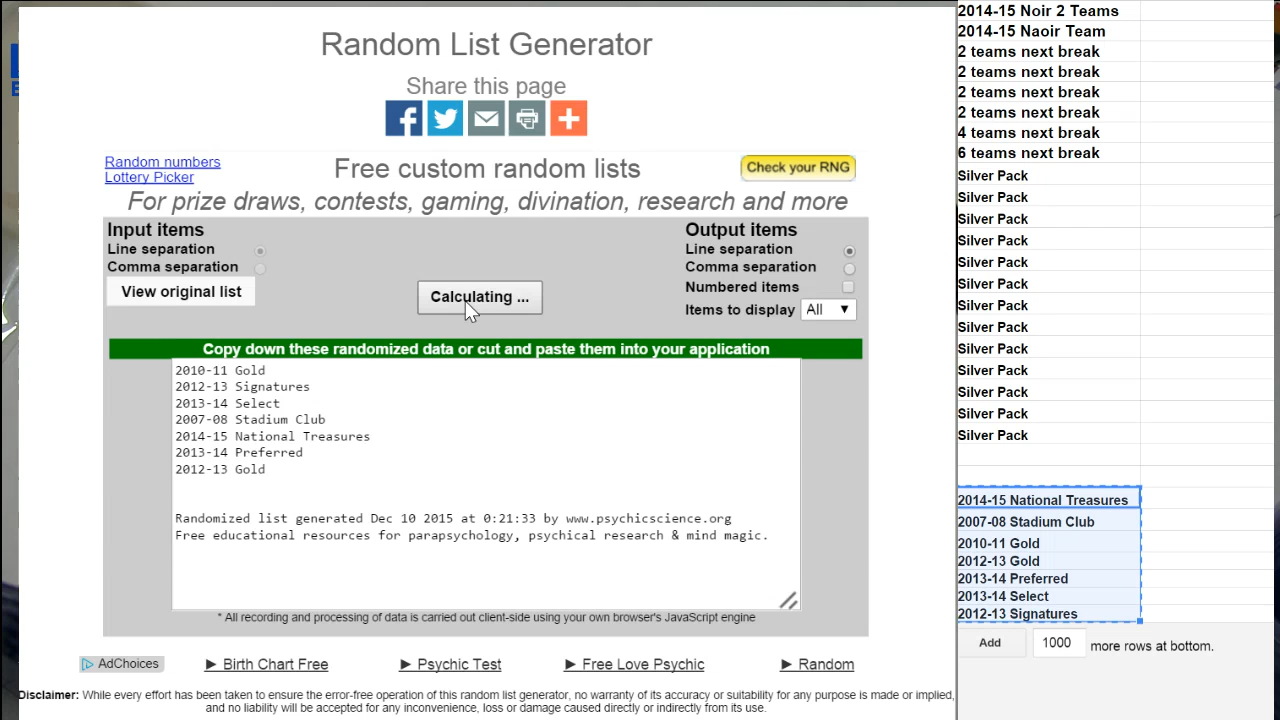 Random List Generator
Share this page
Random numbers
Lottery Picker
Free custom random lists
Check your RNG
For prize draws, contests, gaming, divination, research and more
Input items
Line separation
Comma separation
View original list
Calculating ...
Output items
Line separation
Comma separation
Numbered items
Items to display All
Copy down these randomized data or cut and paste them into your application
2010-11 Gold
2012-13 Signatures
2013-14 Select
2007-08 Stadium Club
2014-15 National Treasures
2013-14 Preferred
2012-13 Gold
Randomized list generated Dec 10 2015 at 0:21:33 by www.psychicscience.org
Free educational resources for parapsychology, psychical research & mind magic.
* All recording and processing of data is carried out client-side using your own browser's JavaScript engine
AdChoices
► Birth Chart Free
► Psychic Test
► Free Love Psychic
► Random
Disclaimer: While every effort has been taken to ensure the error-free operation of this random list generator, no warranty of its accuracy or suitability for any purpose is made or implied,
and no liability will be accepted for any inconvenience, loss or damage caused directly or indirectly from its use.
2014-15 Noir 2 Teams
2014-15 Naoir Team
2 teams next break
2 teams next break
2 teams next break
2 teams next break
4 teams next break
6 teams next break
Silver Pack
Silver Pack
Silver Pack
Silver Pack
Silver Pack
Silver Pack
Silver Pack
Silver Pack
Silver Pack
Silver Pack
Silver Pack
Silver Pack
Silver Pack
2014-15 National Treasures
2007-08 Stadium Club
2010-11 Gold
2012-13 Gold
2013-14 Preferred
2013-14 Select
2012-13 Signatures
Add 1000 more rows at bottom.